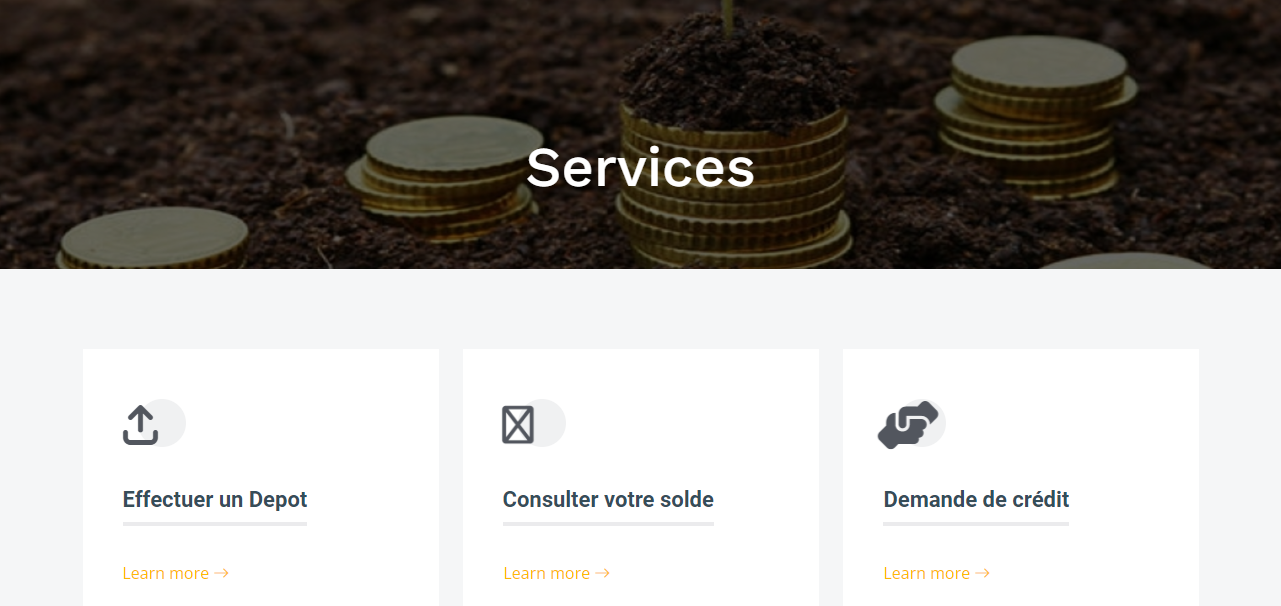 Services
Effectuer un Depot
Consulter votre solde
Demande de crédit
Learn more →
Learn more →
Learn more →